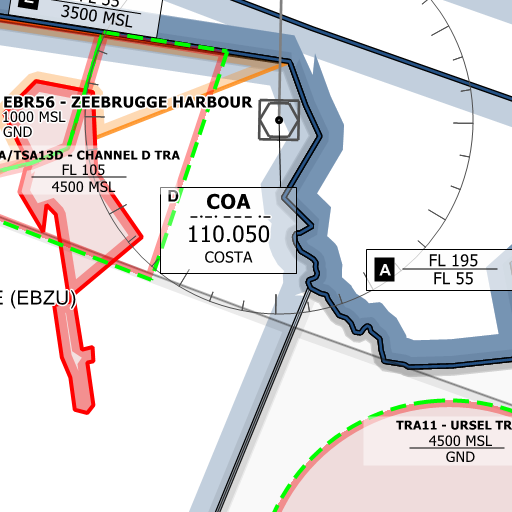 3500 MSL
EBR56 - ZEEBRUGGE HARBOUR
1000 MSL
GND
A/TSA13D - CHANNEL D TRA
FL 105
4500 MSL
D
COA
110.050
COSTA
A
FL 195
FL 55
E (EBZU)
TRA11 - URSEL TR
4500 MSL
GND